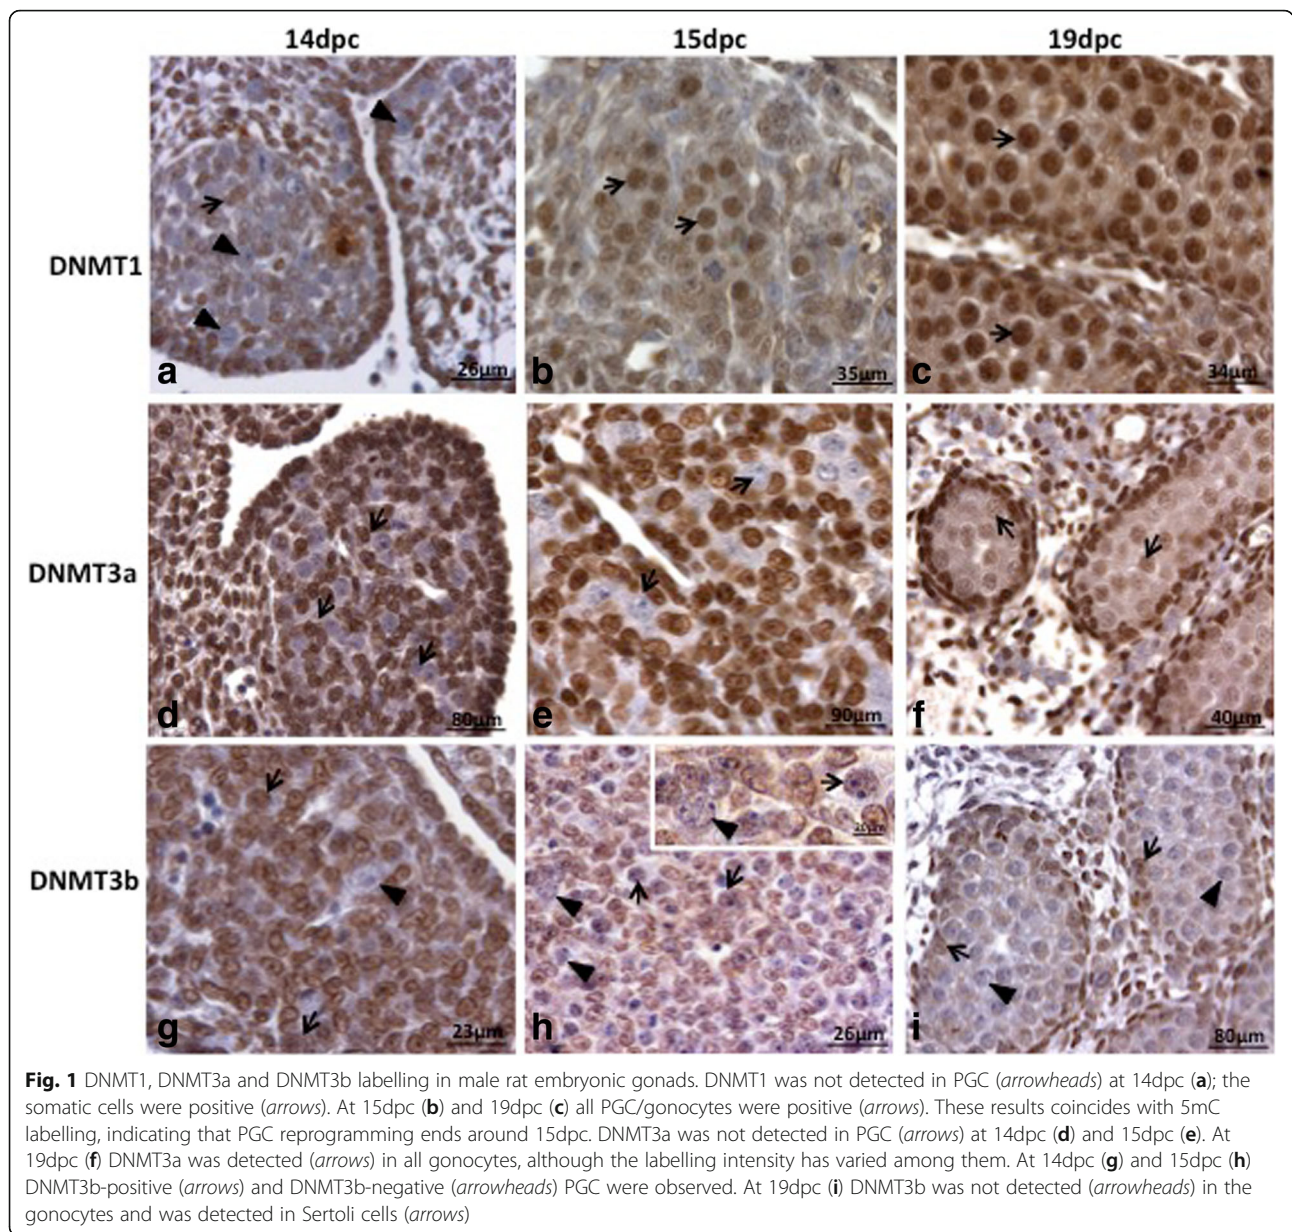 14dpc 15dpc 19dpc
DNMT1
a 26µm b 35µm c 34µm
DNMT3a
d 80µm e 90µm f 40µm
DNMT3b
g 23µm h 26µm i 80µm
Fig. 1 DNMT1, DNMT3a and DNMT3b labelling in male rat embryonic gonads. DNMT1 was not detected in PGC (arrowheads) at 14dpc (a); the
somatic cells were positive (arrows). At 15dpc (b) and 19dpc (c) all PGC/gonocytes were positive (arrows). These results coincides with 5mC
labelling, indicating that PGC reprogramming ends around 15dpc. DNMT3a was not detected in PGC (arrows) at 14dpc (d) and 15dpc (e). At
19dpc (f) DNMT3a was detected (arrows) in all gonocytes, although the labelling intensity has varied among them. At 14dpc (g) and 15dpc (h)
DNMT3b-positive (arrows) and DNMT3b-negative (arrowheads) PGC were observed. At 19dpc (i) DNMT3b was not detected (arrowheads) in the
gonocytes and was detected in Sertoli cells (arrows)